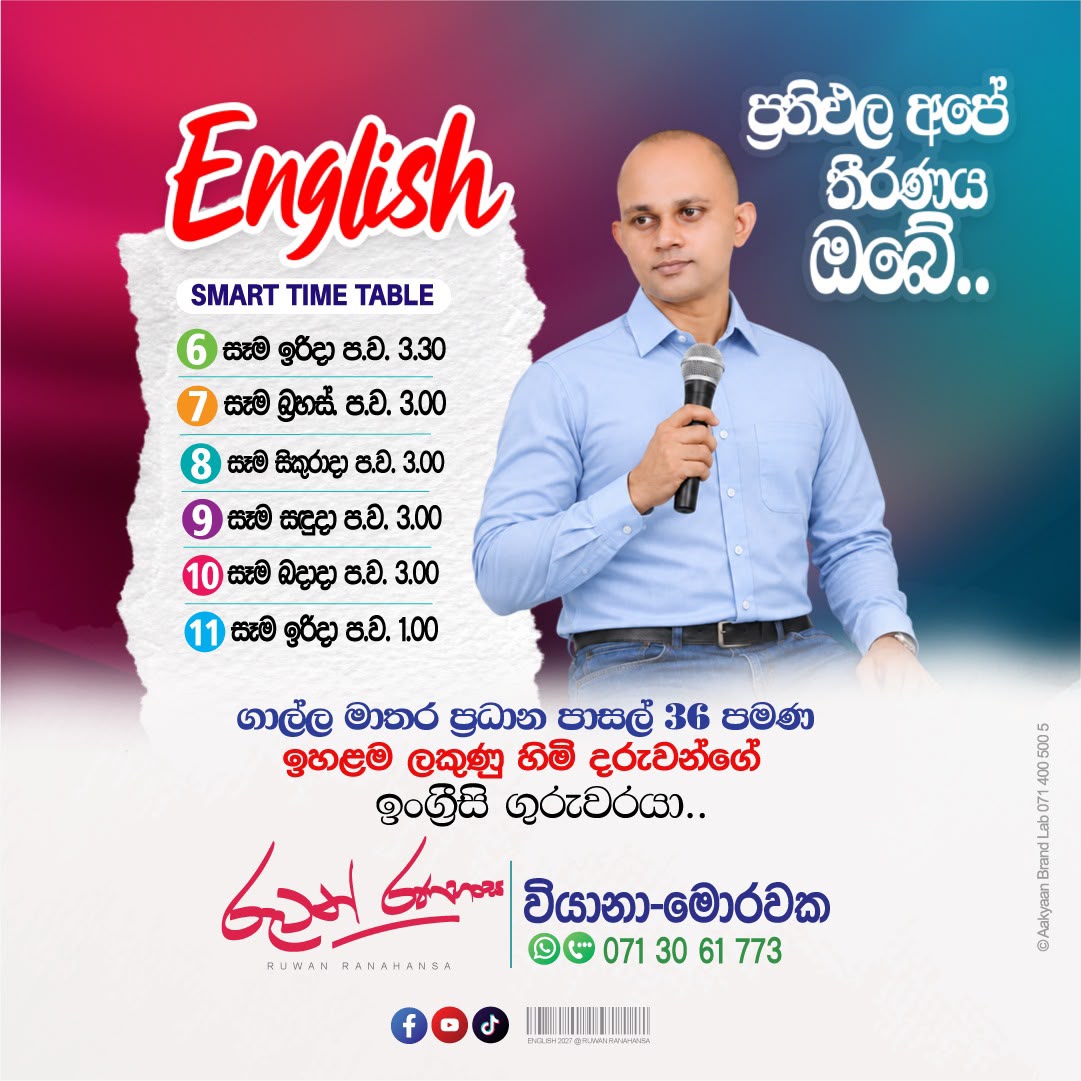 English
SMART TIME TABLE
6 සෑම ඉරිදා ප.ව. 3.30
7 සෑම බ්‍රහස්. ප.ව. 3.00
8 සෑම සිකුරාදා ප.ව. 3.00
9 සෑම සඳුදා ප.ව. 3.00
10 සෑම බදාදා ප.ව. 3.00
11 සෑම ඉරිදා ප.ව. 1.00
ප්‍රතිඵල අපේ
තීරණය
ඔබේ..
ගාල්ල මාතර ප්‍රධාන පාසල් 36 පමණ
ඉහළම ලකුණු හිමි දරුවන්ගේ
ඉංග්‍රීසි ගුරුවරයා..
රුවන් රණහංස
RUWAN RANAHANSA
වියානා-මොරවක
071 30 61 773
ENGLISH 2027 @ RUWAN RANAHANSA
© Aakyaan Brand Lab 071 400 500 5